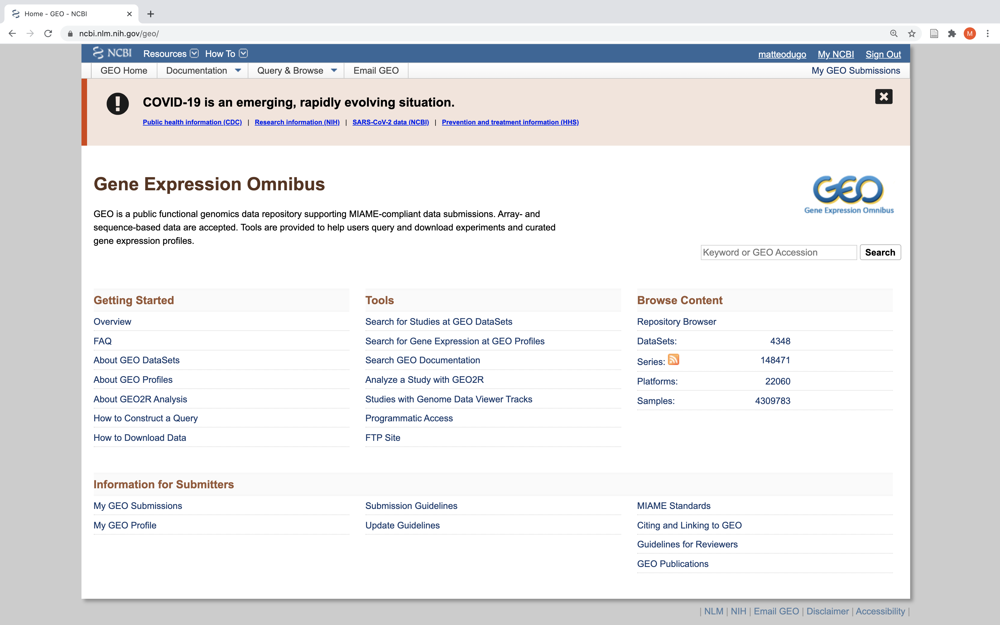 Home - GEO - NCBI
ncbi.nlm.nih.gov/geo/
M
NCBI Resources How To matteodugo My NCBI Sign Out
GEO Home Documentation Query & Browse Email GEO My GEO Submissions
COVID-19 is an emerging, rapidly evolving situation.
Public health information (CDC) | Research information (NIH) | SARS-CoV-2 data (NCBI) | Prevention and treatment information (HHS)
Gene Expression Omnibus
GEO
Gene Expression Omnibus
GEO is a public functional genomics data repository supporting MIAME-compliant data submissions. Array- and
sequence-based data are accepted. Tools are provided to help users query and download experiments and curated
gene expression profiles.
Keyword or GEO Accession Search
Getting Started
Overview
FAQ
About GEO DataSets
About GEO Profiles
About GEO2R Analysis
How to Construct a Query
How to Download Data
Tools
Search for Studies at GEO DataSets
Search for Gene Expression at GEO Profiles
Search GEO Documentation
Analyze a Study with GEO2R
Studies with Genome Data Viewer Tracks
Programmatic Access
FTP Site
Browse Content
Repository Browser
DataSets: 4348
Series: 148471
Platforms: 22060
Samples: 4309783
Information for Submitters
My GEO Submissions
My GEO Profile
Submission Guidelines
Update Guidelines
MIAME Standards
Citing and Linking to GEO
Guidelines for Reviewers
GEO Publications
| NLM | NIH | Email GEO | Disclaimer | Accessibility |